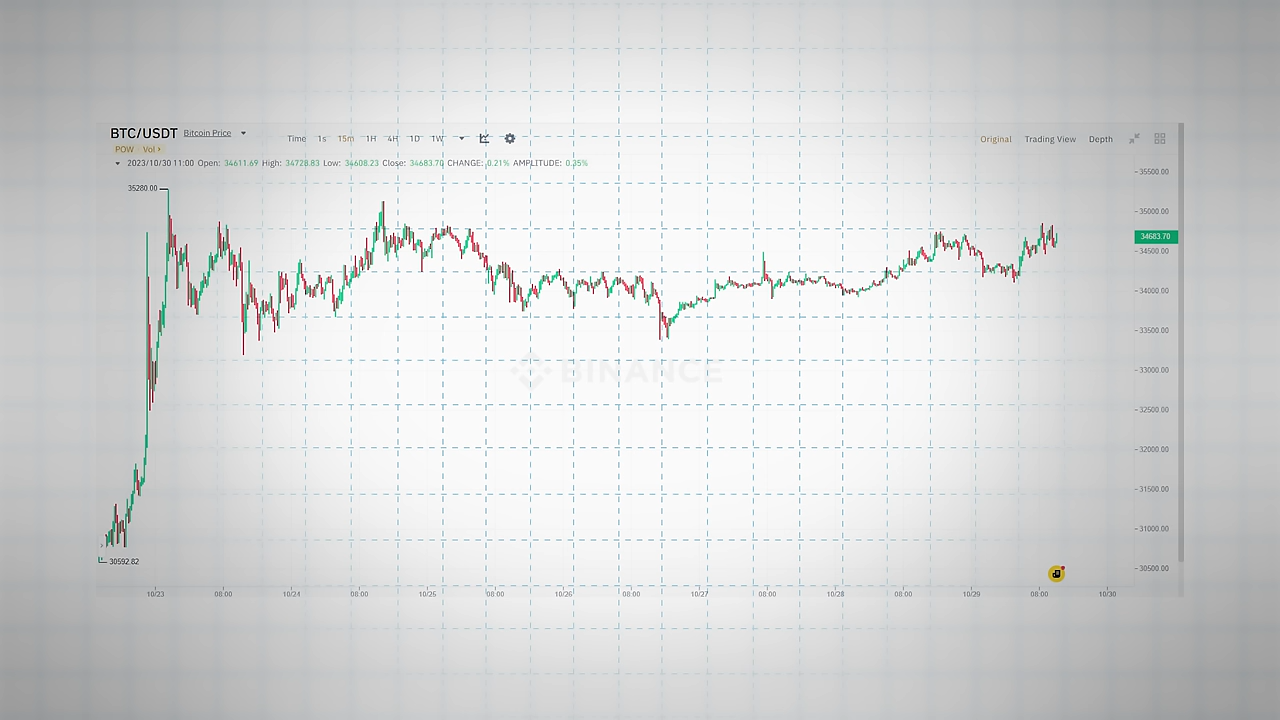 BTC/USDT Bitcoin Price Time 1s 15m 1H 4H 1D 1W Original Trading View Depth
POW Vol
2023/10/30 11:00 Open: 34611.69 High: 34728.83 Low: 34608.23 Close: 34683.70 CHANGE: 0.21% AMPLITUDE: 0.35%
35500.00
35280.00
35000.00
34683.70
34500.00
34000.00
33500.00
33000.00
BINANCE
32500.00
32000.00
31500.00
31000.00
30592.82
30500.00
10/23 08:00 10/24 08:00 10/25 08:00 10/26 08:00 10/27 08:00 10/28 08:00 10/29 08:00 10/30